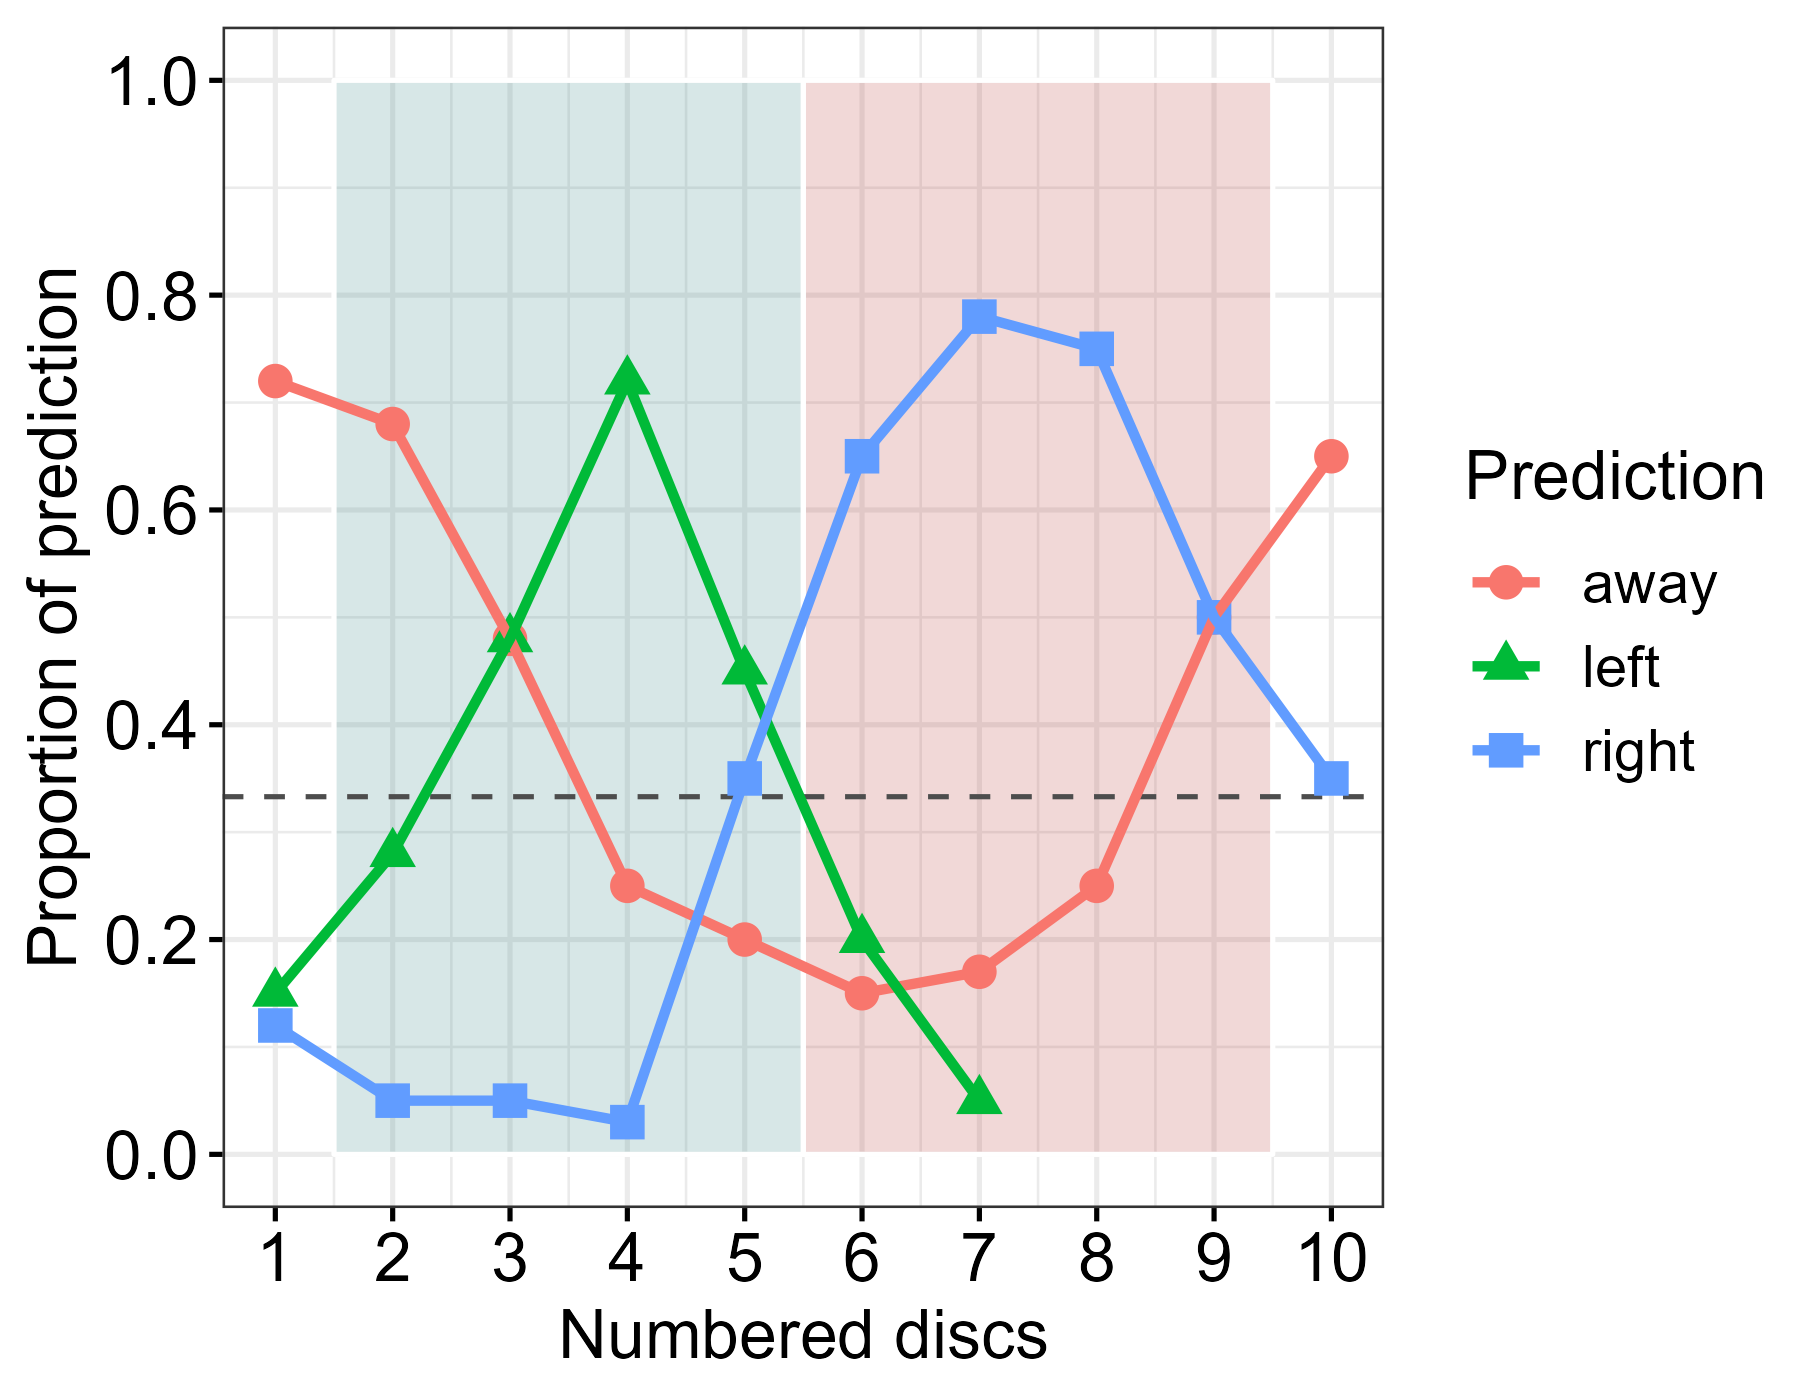 Proportion of prediction
1.0
0.8
0.6
0.4
0.2
0.0
1 2 3 4 5 6 7 8 9 10
Numbered discs
Prediction
away
left
right